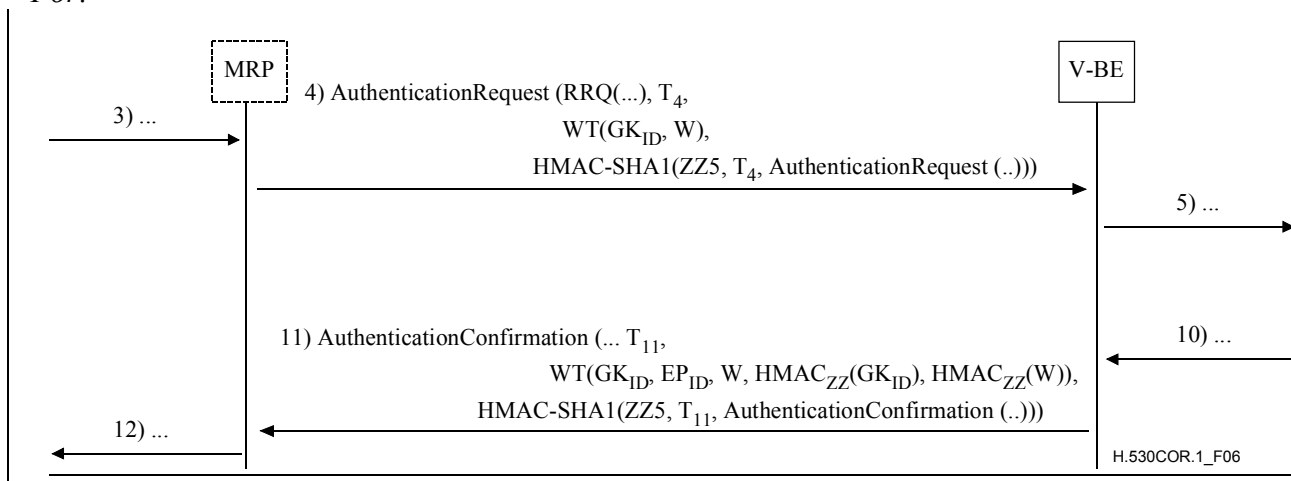 MRP
V-BE
4) AuthenticationRequest (RRQ(...), T4,
3) ...
WT(GKID, W),
HMAC-SHA1(ZZ5, T4, AuthenticationRequest (..)))
5) ...
11) AuthenticationConfirmation (... T11,
10) ...
WT(GKID, EPID, W, HMACZZ(GKID), HMACZZ(W)),
HMAC-SHA1(ZZ5, T11, AuthenticationConfirmation (..)))
12) ...
H.530COR.1_F06